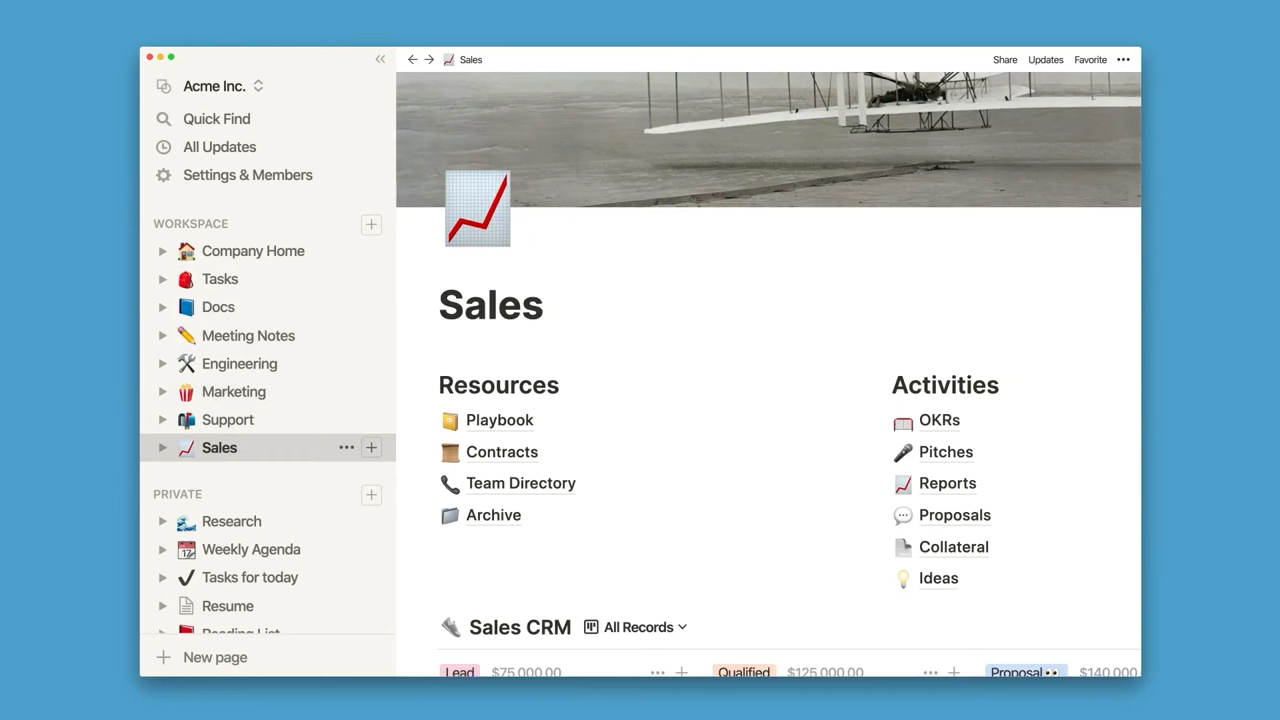 Acme Inc.
Quick Find
All Updates
Settings & Members
WORKSPACE
Company Home
Tasks
Docs
Meeting Notes
Engineering
Marketing
Support
Sales
PRIVATE
Research
Weekly Agenda
Tasks for today
Resume
Reading List
New page
Sales
Share Updates Favorite
Sales
Resources
Playbook
Contracts
Team Directory
Archive
Activities
OKRs
Pitches
Reports
Proposals
Collateral
Ideas
Sales CRM All Records
Lead $75,000.00 Qualified $125,000.00 Proposal $140,000